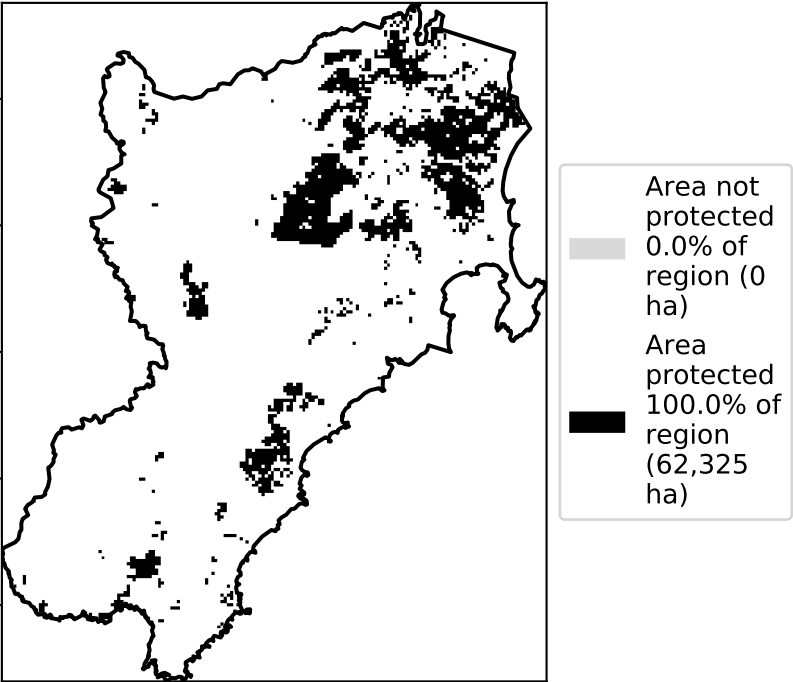 Area not
protected
0.0% of
region (0
ha)
Area
protected
100.0% of
region
(62,325
ha)